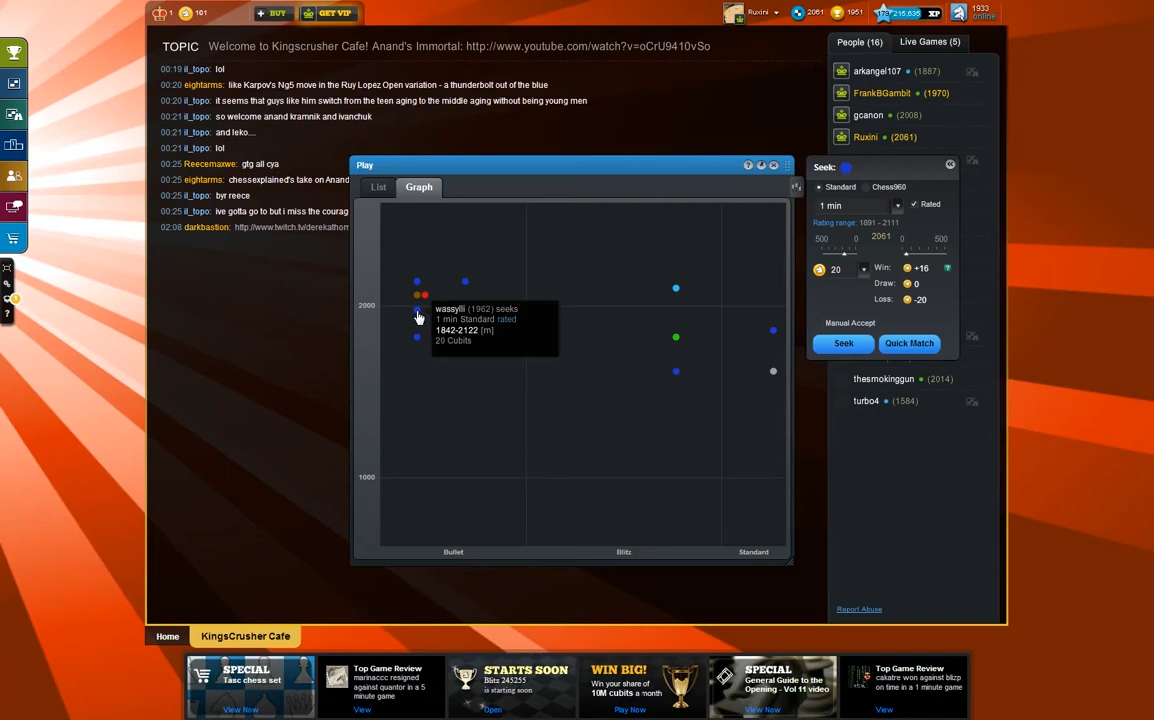 1
101
BUY
GET VIP
Ruxini
2061
1951
215,635 XP
1933
online
TOPIC Welcome to Kingscrusher Cafe! Anand's Immortal: http://www.youtube.com/watch?v=oCrU9410vSo
People (16)
Live Games (5)
00:19 il_topo: lol
00:20 eightarms: like Karpov's Ng5 move in the Ruy Lopez Open variation - a thunderbolt out of the blue
00:20 il_topo: it seems that guys like him switch from the teen aging to the middle aging without being young men
00:21 il_topo: so welcome anand kramnik and ivanchuk
00:21 il_topo: and leko....
00:21 il_topo: lol
00:25 Reecemaxwe: gtg all cya
00:25 eightarms: chessexplained's take on Anand
00:25 il_topo: byr reece
00:25 il_topo: ive gotta go to but i miss the courag
02:08 darkbastion: http://www.twitch.tv/derekathom
arkangel107 (1887)
FrankBGambit (1970)
gcanon (2008)
Ruxini (2061)
thesmokinggun (2014)
turbo4 (1584)
Report Abuse
Play
List
Graph
2000
1000
Bullet
Blitz
Standard
wassylli (1962) seeks
1 min Standard rated
1842-2122 [m]
20 Cubits
Seek:
Standard
Chess960
1 min
Rated
Rating range: 1891 - 2111
500 0 2061 0 500
20
Win: +16
Draw: 0
Loss: -20
Manual Accept
Seek
Quick Match
Home
KingsCrusher Cafe
SPECIAL
Tasc chess set
View Now
Top Game Review
marinaccc resigned
against quantor in a 5
minute game
View
STARTS SOON
Blitz 245255
is starting soon
Open
WIN BIG!
Win your share of
10M cubits a month
Play Now
SPECIAL
General Guide to the
Opening - Vol 11 video
View Now
Top Game Review
cakatre won against blizp
on time in a 1 minute game
View